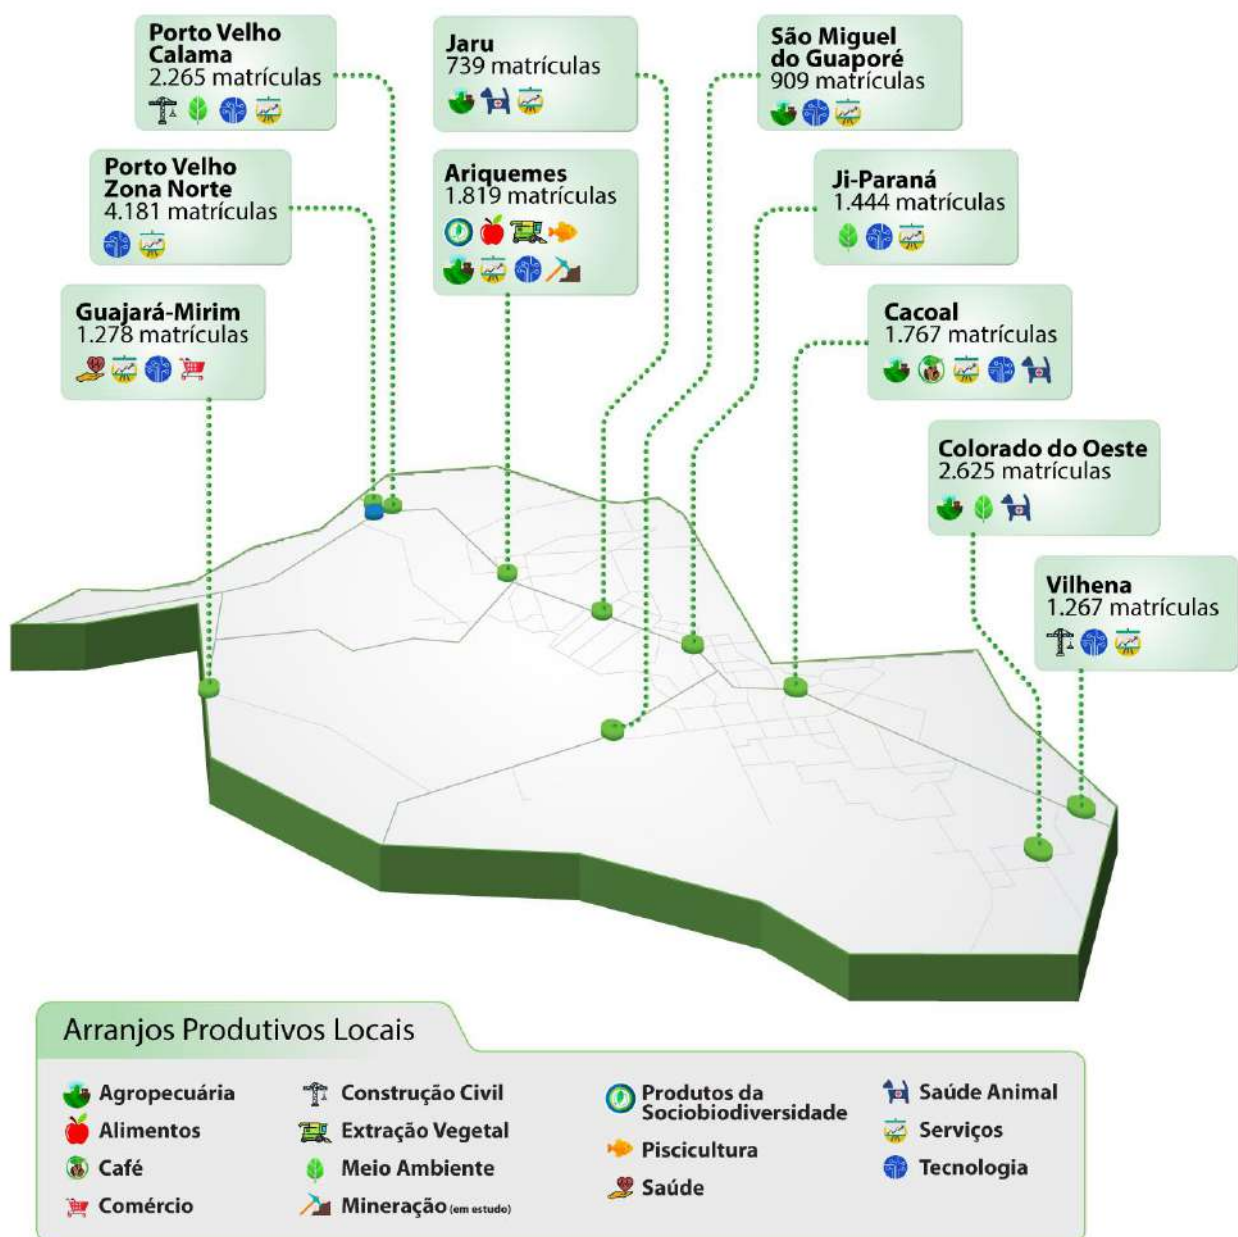 Porto Velho
Calama
2.265 matrículas
Jaru
739 matrículas
São Miguel
do Guaporé
909 matrículas
Porto Velho
Zona Norte
4.181 matrículas
Ariquemes
1.819 matrículas
Ji-Paraná
1.444 matrículas
Guajará-Mirim
1.278 matrículas
Cacoal
1.767 matrículas
Colorado do Oeste
2.625 matrículas
Vilhena
1.267 matrículas
Arranjos Produtivos Locais
Agropecuária
Alimentos
Café
Comércio
Construção Civil
Extração Vegetal
Meio Ambiente
Mineração (em estudo)
Produtos da
Sociobiodiversidade
Piscicultura
Saúde
Saúde Animal
Serviços
Tecnologia